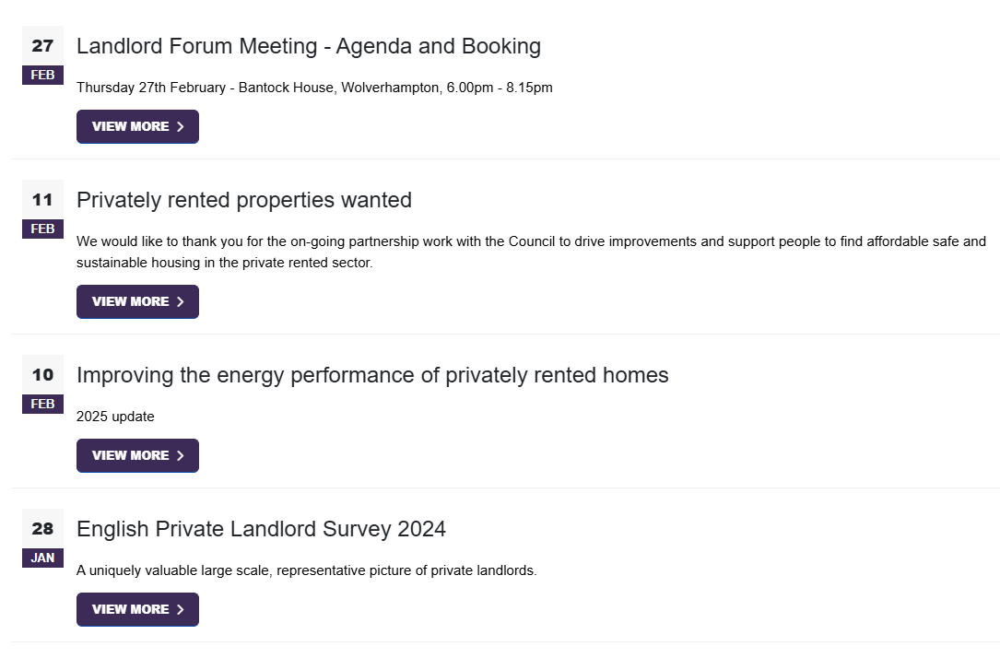 27
FEB
Landlord Forum Meeting - Agenda and Booking
Thursday 27th February - Bantock House, Wolverhampton, 6.00pm - 8.15pm
VIEW MORE
11
FEB
Privately rented properties wanted
We would like to thank you for the on-going partnership work with the Council to drive improvements and support people to find affordable safe and
sustainable housing in the private rented sector.
VIEW MORE
10
FEB
Improving the energy performance of privately rented homes
2025 update
VIEW MORE
28
JAN
English Private Landlord Survey 2024
A uniquely valuable large scale, representative picture of private landlords.
VIEW MORE